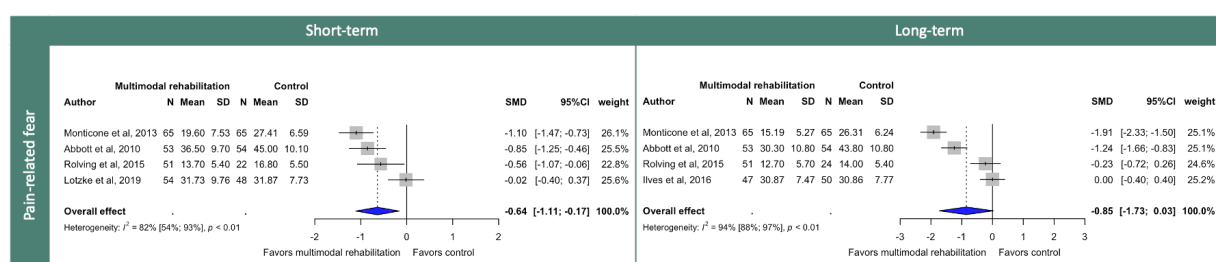 Short-term
Long-term
Pain-related fear
Multimodal rehabilitation Control
Author N Mean SD N Mean SD SMD 95%CI weight
Monticone et al, 2013 65 19.60 7.53 65 27.41 6.59 -1.10 [-1.47; -0.73] 26.1%
Abbott et al, 2010 53 36.50 9.70 54 45.00 10.10 -0.85 [-1.25; -0.46] 25.5%
Rolving et al, 2015 51 13.70 5.40 22 16.80 5.50 -0.56 [-1.07; -0.06] 22.8%
Lotzke et al, 2019 54 31.73 9.76 48 31.87 7.73 -0.02 [-0.40; 0.37] 25.6%
Overall effect . . -0.64 [-1.11; -0.17] 100.0%
Heterogeneity: I² = 82% [54%; 93%], p < 0.01
-2 -1 0 1 2
Favors multimodal rehabilitation Favors control
Multimodal rehabilitation Control
Author N Mean SD N Mean SD SMD 95%CI weight
Monticone et al, 2013 65 15.19 5.27 65 26.31 6.24 -1.91 [-2.33; -1.50] 25.1%
Abbott et al, 2010 53 30.30 10.80 54 43.80 10.80 -1.24 [-1.66; -0.83] 25.1%
Rolving et al, 2015 51 12.70 5.70 24 14.00 5.40 -0.23 [-0.72; 0.26] 24.6%
Ilves et al, 2016 47 30.87 7.47 50 30.86 7.77 0.00 [-0.40; 0.40] 25.2%
Overall effect . . -0.85 [-1.73; 0.03] 100.0%
Heterogeneity: I² = 94% [88%; 97%], p < 0.01
-3 -2 -1 0 1 2 3
Favors multimodal rehabilitation Favors control